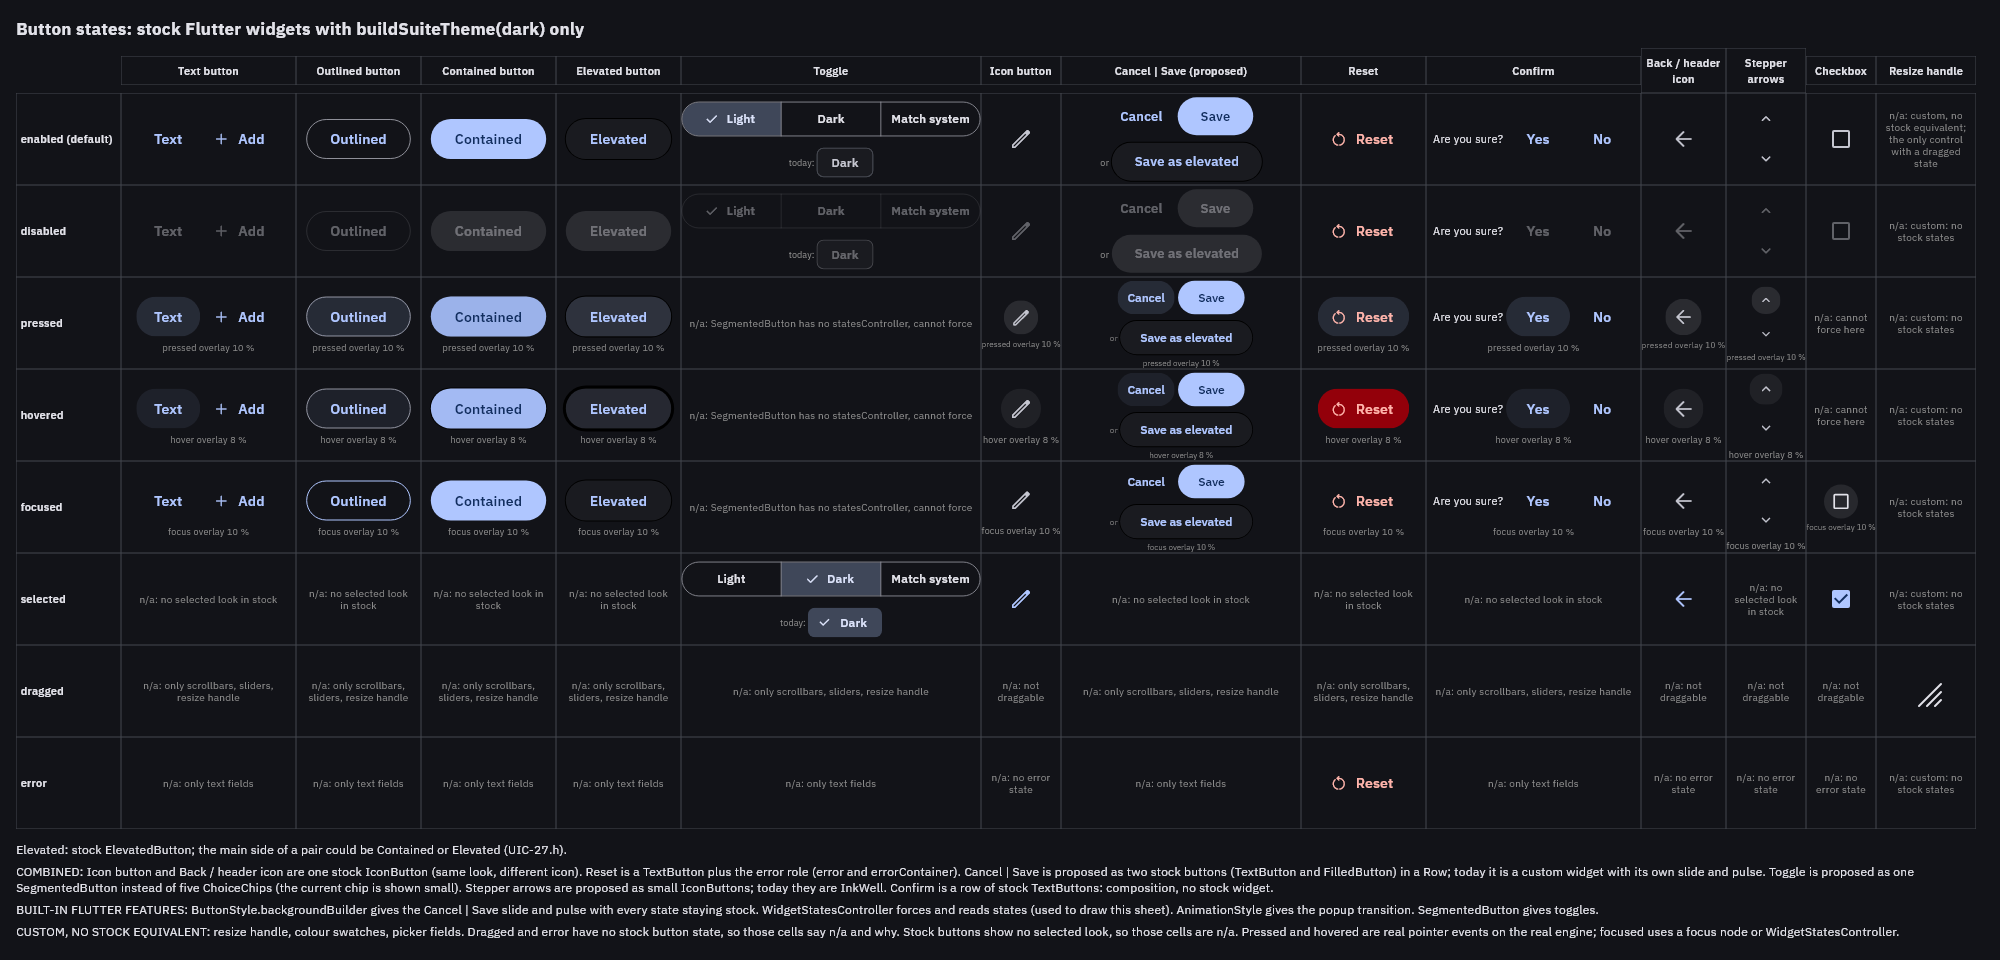 Button states: stock Flutter widgets with buildSuiteTheme(dark) only
Text button
Outlined button
Contained button
Elevated button
Toggle
Icon button
Cancel | Save (proposed)
Reset
Confirm
Back / header
icon
Stepper
arrows
Checkbox
Resize handle
enabled (default)
Text
Add
Outlined
Contained
Elevated
Light
Dark
Match system
today:
Dark
Cancel
Save
or
Save as elevated
Reset
Are you sure?
Yes
No
n/a: custom, no
stock equivalent;
the only control
with a dragged
state
disabled
Text
Add
Outlined
Contained
Elevated
Light
Dark
Match system
today:
Dark
Cancel
Save
or
Save as elevated
Reset
Are you sure?
Yes
No
n/a: custom: no
stock states
pressed
Text
Add
pressed overlay 10 %
Outlined
pressed overlay 10 %
Contained
pressed overlay 10 %
Elevated
pressed overlay 10 %
n/a: SegmentedButton has no statesController, cannot force
pressed overlay 10 %
Cancel
Save
or
Save as elevated
pressed overlay 10 %
Reset
pressed overlay 10 %
Are you sure?
Yes
No
pressed overlay 10 %
pressed overlay 10 %
pressed overlay 10 %
n/a: cannot
force here
n/a: custom: no
stock states
hovered
Text
Add
hover overlay 8 %
Outlined
hover overlay 8 %
Contained
hover overlay 8 %
Elevated
hover overlay 8 %
n/a: SegmentedButton has no statesController, cannot force
hover overlay 8 %
Cancel
Save
or
Save as elevated
hover overlay 8 %
Reset
hover overlay 8 %
Are you sure?
Yes
No
hover overlay 8 %
hover overlay 8 %
hover overlay 8 %
n/a: cannot
force here
n/a: custom: no
stock states
focused
Text
Add
focus overlay 10 %
Outlined
focus overlay 10 %
Contained
focus overlay 10 %
Elevated
focus overlay 10 %
n/a: SegmentedButton has no statesController, cannot force
focus overlay 10 %
Cancel
Save
or
Save as elevated
focus overlay 10 %
Reset
focus overlay 10 %
Are you sure?
Yes
No
focus overlay 10 %
focus overlay 10 %
focus overlay 10 %
focus overlay 10 %
n/a: custom: no
stock states
selected
n/a: no selected look in stock
n/a: no selected look
in stock
n/a: no selected look in
stock
n/a: no selected look
in stock
Light
Dark
Match system
today:
Dark
n/a: no selected look in stock
n/a: no selected look
in stock
n/a: no selected look in stock
n/a: no
selected look
in stock
n/a: custom: no
stock states
dragged
n/a: only scrollbars, sliders,
resize handle
n/a: only scrollbars,
sliders, resize handle
n/a: only scrollbars,
sliders, resize handle
n/a: only scrollbars,
sliders, resize handle
n/a: only scrollbars, sliders, resize handle
n/a: not
draggable
n/a: only scrollbars, sliders, resize handle
n/a: only scrollbars,
sliders, resize handle
n/a: only scrollbars, sliders, resize handle
n/a: not
draggable
n/a: not
draggable
n/a: not
draggable
error
n/a: only text fields
n/a: only text fields
n/a: only text fields
n/a: only text fields
n/a: only text fields
n/a: no error
state
n/a: only text fields
Reset
n/a: only text fields
n/a: no error
state
n/a: no error
state
n/a: no
error state
n/a: custom: no
stock states
Elevated: stock ElevatedButton; the main side of a pair could be Contained or Elevated (UIC-27.h).
COMBINED: Icon button and Back / header icon are one stock IconButton (same look, different icon). Reset is a TextButton plus the error role (error and errorContainer). Cancel | Save is proposed as two stock buttons (TextButton and FilledButton) in a Row; today it is a custom widget with its own slide and pulse. Toggle is proposed as one
SegmentedButton instead of five ChoiceChips (the current chip is shown small). Stepper arrows are proposed as small IconButtons; today they are InkWell. Confirm is a row of stock TextButtons: composition, no stock widget.
BUILT-IN FLUTTER FEATURES: ButtonStyle.backgroundBuilder gives the Cancel | Save slide and pulse with every state staying stock. WidgetStatesController forces and reads states (used to draw this sheet). AnimationStyle gives the popup transition. SegmentedButton gives toggles.
CUSTOM, NO STOCK EQUIVALENT: resize handle, colour swatches, picker fields. Dragged and error have no stock button state, so those cells say n/a and why. Stock buttons show no selected look, so those cells are n/a. Pressed and hovered are real pointer events on the real engine; focused uses a focus node or WidgetStatesController.